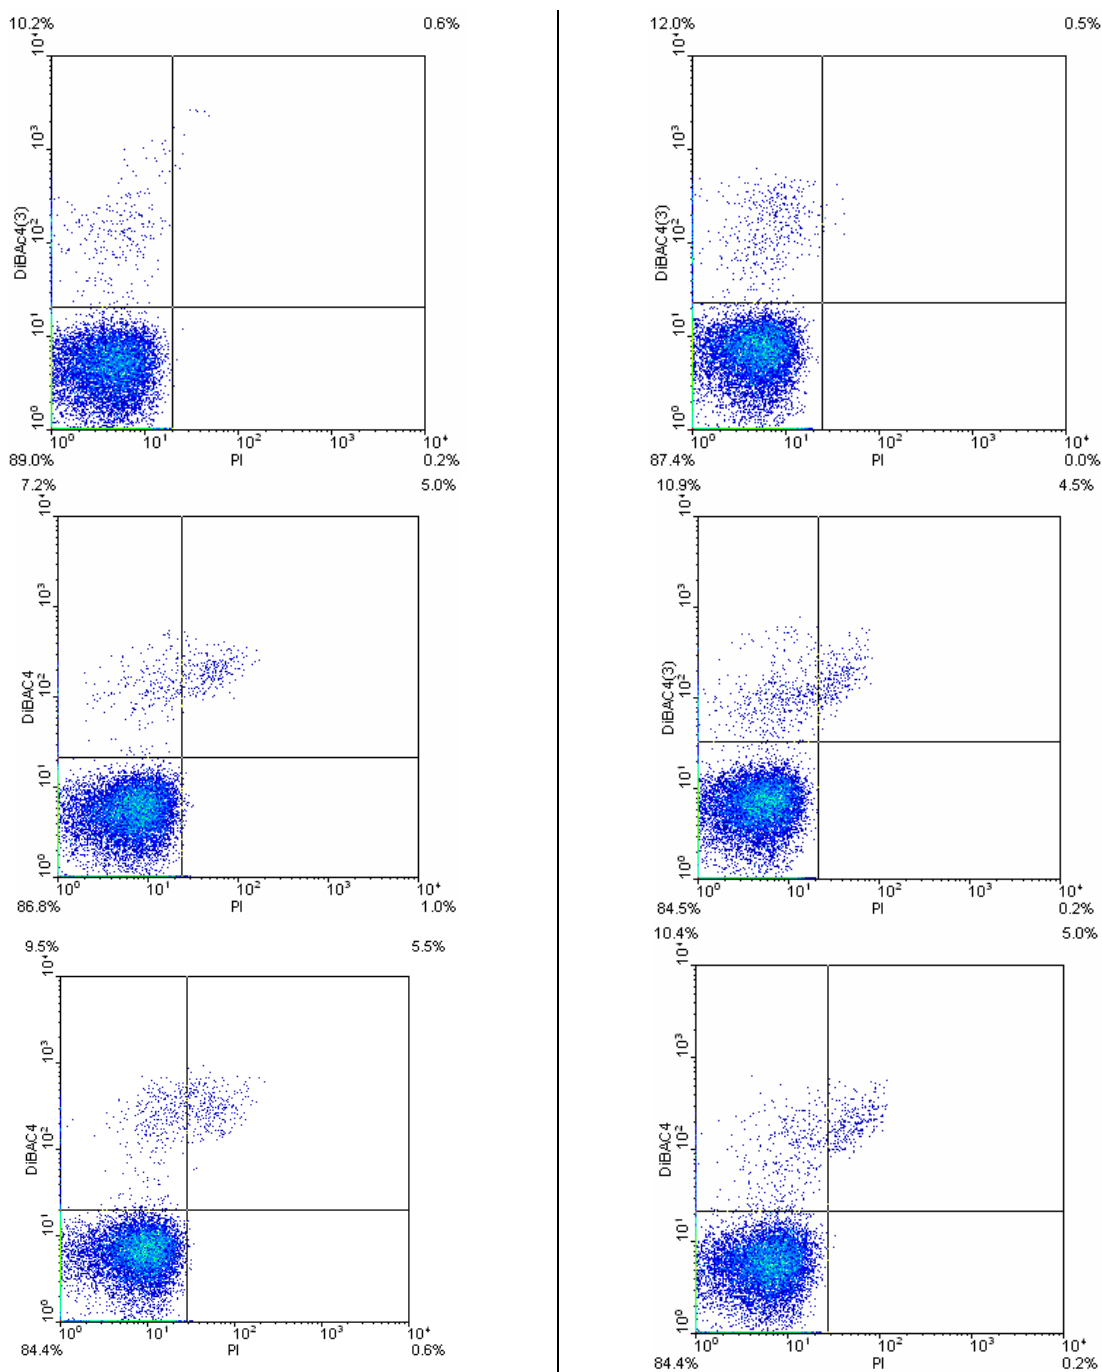 10.2% 0.6%
10⁴
10³
10²
10¹
10⁰
DiBAc4(3)
10⁰ 10¹ 10² 10³ 10⁴
89.0% PI 0.2%
12.0% 0.5%
10⁴
10³
10²
10¹
10⁰
DiBAC4(3)
10⁰ 10¹ 10² 10³ 10⁴
87.4% PI 0.0%
7.2% 5.0%
10⁴
10³
10²
10¹
10⁰
DiBAC4
10⁰ 10¹ 10² 10³ 10⁴
86.8% PI 1.0%
10.9% 4.5%
10⁴
10³
10²
10¹
10⁰
DiBAC4(3)
10⁰ 10¹ 10² 10³ 10⁴
84.5% PI 0.2%
9.5% 5.5%
10⁴
10³
10²
10¹
10⁰
DiBAC4
10⁰ 10¹ 10² 10³ 10⁴
84.4% PI 0.6%
10.4% 5.0%
10⁴
10³
10²
10¹
10⁰
DiBAC4
10⁰ 10¹ 10² 10³ 10⁴
84.4% PI 0.2%